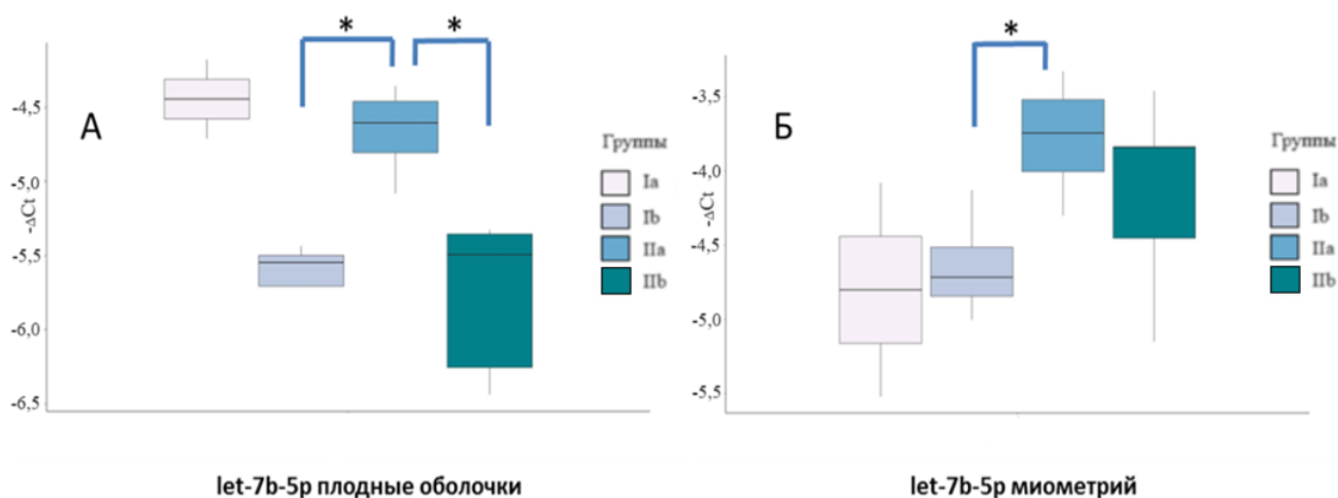 *
*
А
-4,5
-5,0
-5,5
-6,0
-6,5
-ΔCt
Группы
Ia
Ib
IIa
IIb
let-7b-5p плодные оболочки
*
Б
-3,5
-4,0
-4,5
-5,0
-5,5
-ΔCt
Группы
Ia
Ib
IIa
IIb
let-7b-5p миометрий